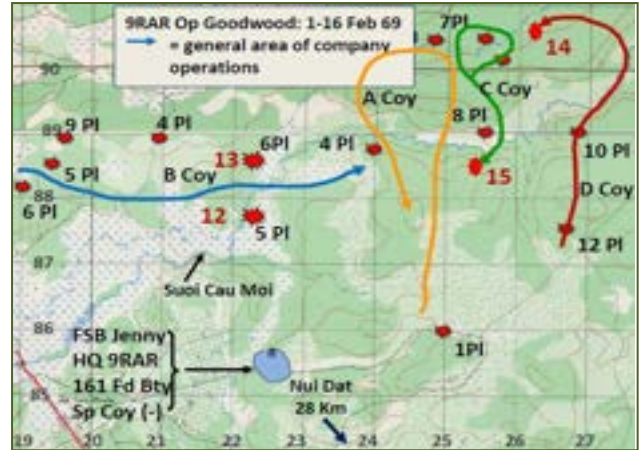 9RAR Op Goodwood: 1-16 Feb 69
= general area of company
operations
7Pl
14
90
A Coy
C Coy
9 Pl
4 Pl
8 Pl
89
13
6Pl
4 Pl
10 Pl
5 Pl
B Coy
15
88
6 Pl
12
5 Pl
D Coy
12 Pl
87
Suoi Cau Moi
86
FSB Jenny
HQ 9RAR
161 Fd Bty
Sp Coy (-)
1Pl
85
Nui Dat
28 Km
19
20
21
22
23
24
25
26
27